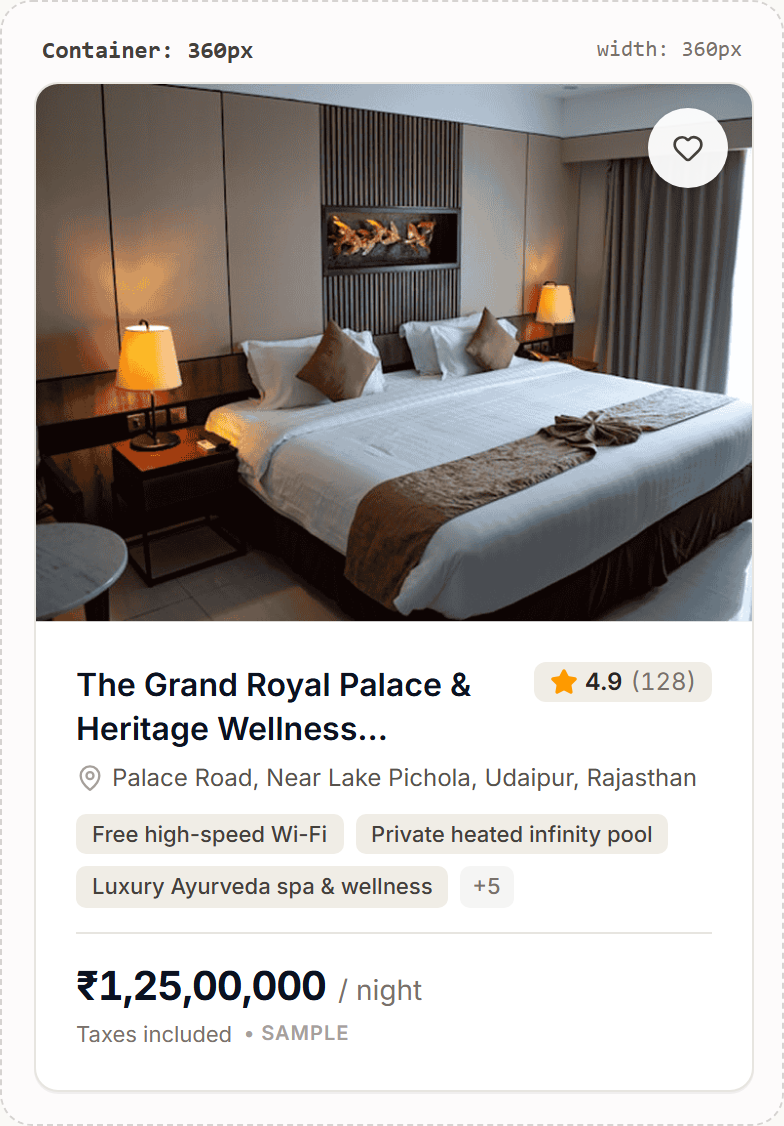 Container: 360px
width: 360px
The Grand Royal Palace &
Heritage Wellness...
4.9 (128)
Palace Road, Near Lake Pichola, Udaipur, Rajasthan
Free high-speed Wi-Fi
Private heated infinity pool
Luxury Ayurveda spa & wellness
+5
₹1,25,00,000 / night
Taxes included • SAMPLE